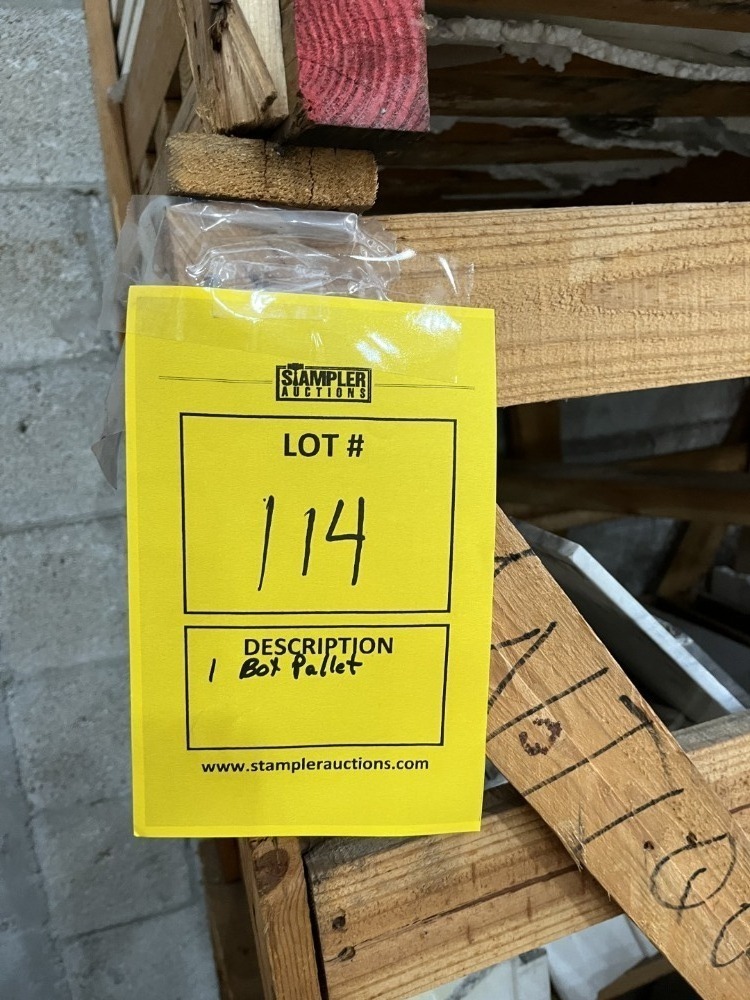 STAMPLER
AUCTIONS
LOT #
114
DESCRIPTION
1 Box Pallet
www.stamplerauctions.com